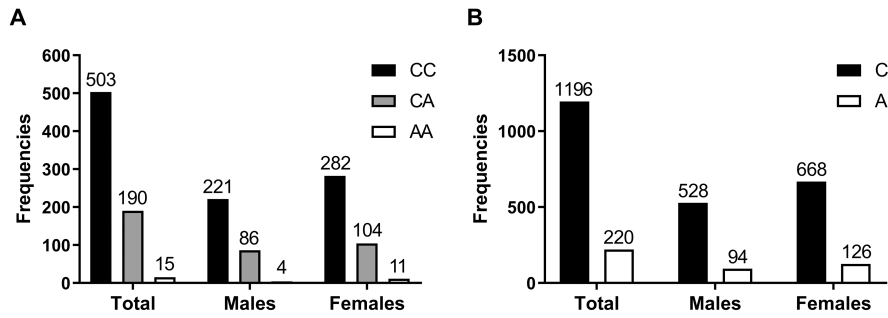 A
Frequencies
600
500
400
300
200
100
0
503
190
15
221
86
4
282
104
11
Total
Males
Females
CC
CA
AA
B
Frequencies
1500
1000
500
0
1196
220
528
94
668
126
Total
Males
Females
C
A